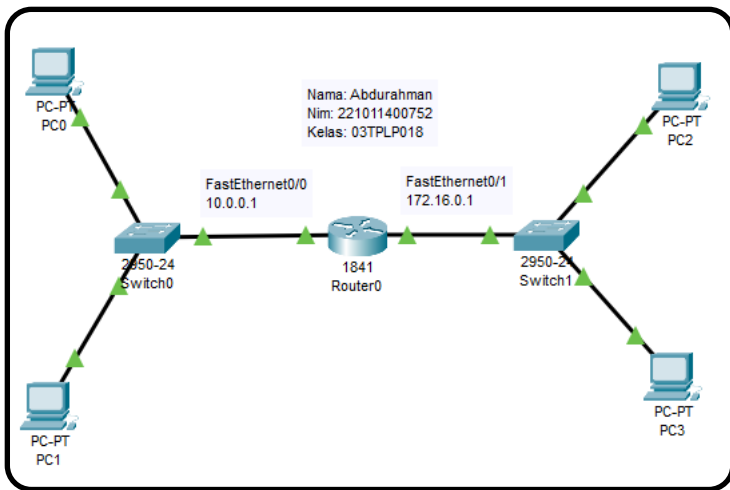 Nama: Abdurahman
Nim: 221011400752
Kelas: 03TPLP018
PC-PT
PC0
PC-PT
PC2
FastEthernet0/0
10.0.0.1
FastEthernet0/1
172.16.0.1
2950-24
Switch0
1841
Router0
2950-24
Switch1
PC-PT
PC1
PC-PT
PC3